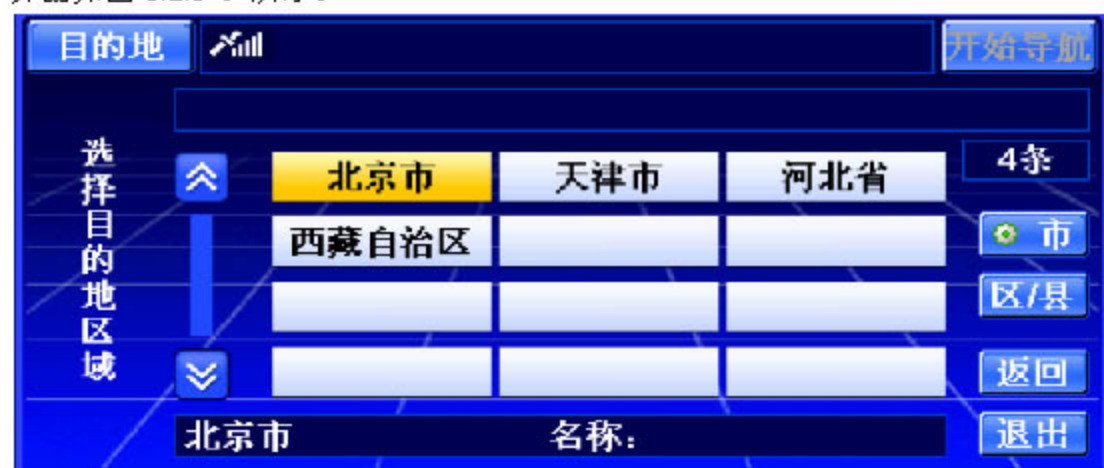 目的地
开始导航
选择目的地区域
北京市 天津市 河北省 4条
西藏自治区
市
区/县
返回
北京市 名称：
退出